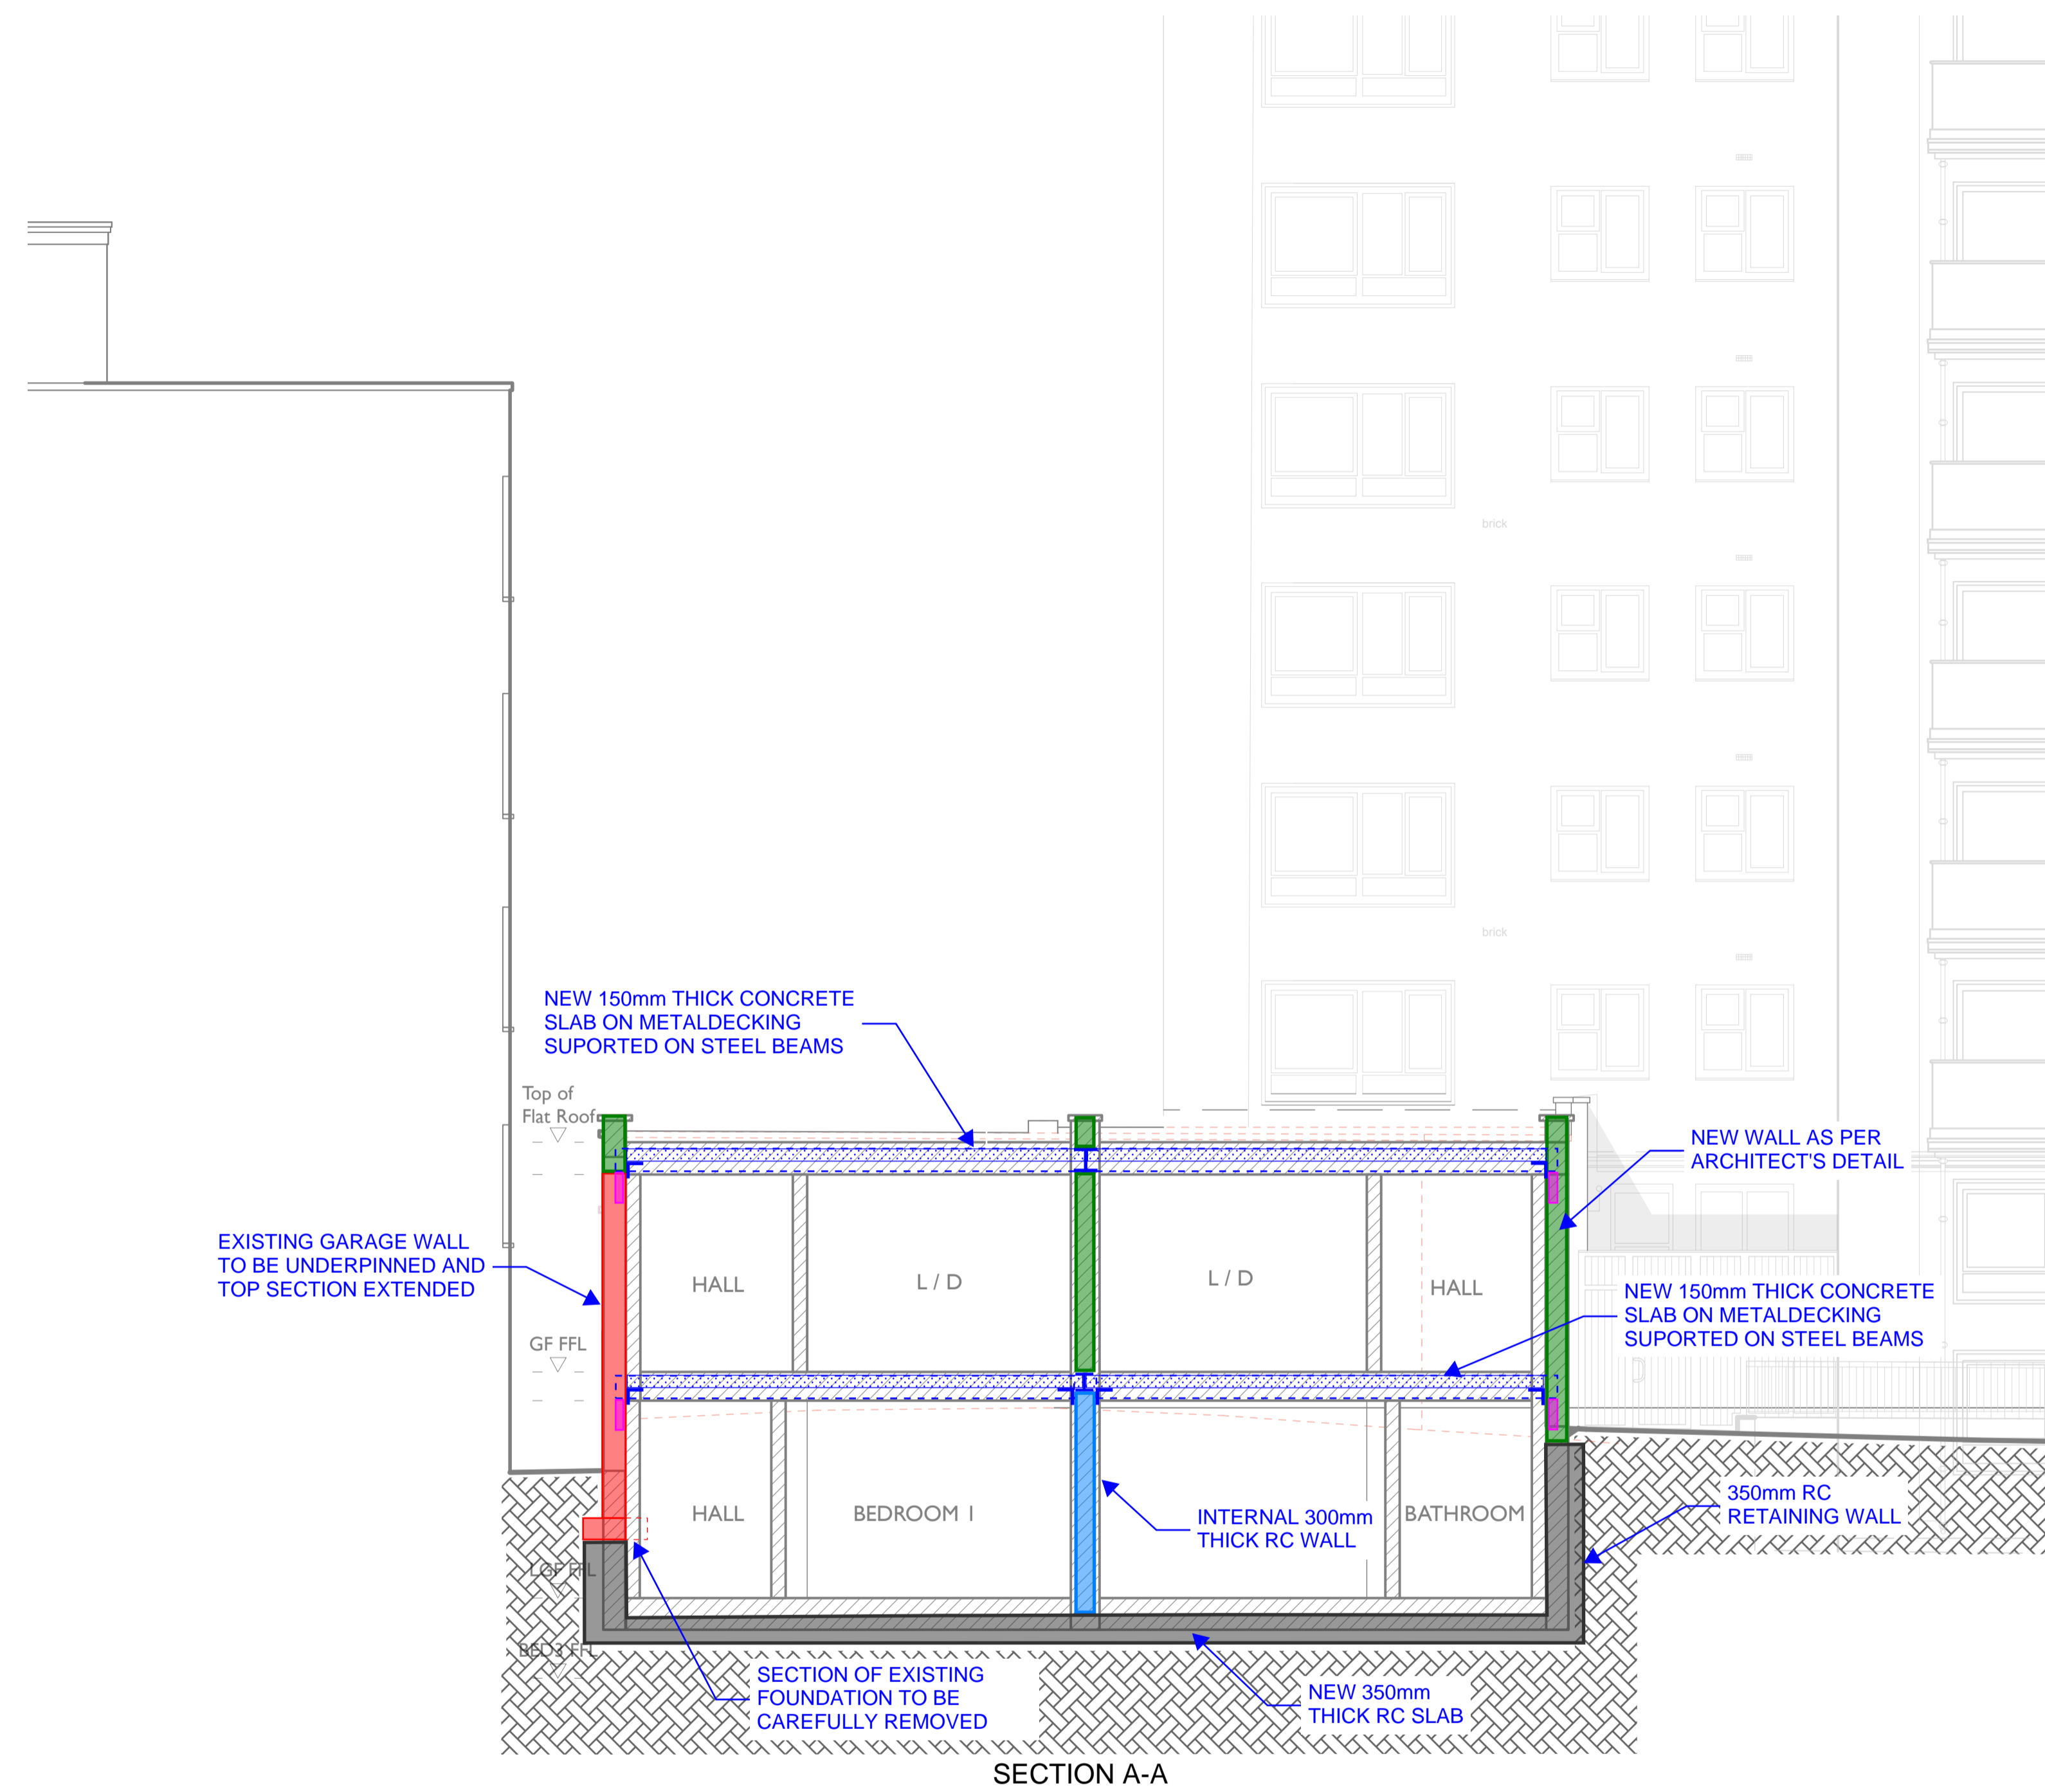 brick
brick
NEW 150mm THICK CONCRETE
SLAB ON METALDECKING
SUPORTED ON STEEL BEAMS
Top of
Flat Roof
NEW WALL AS PER
ARCHITECT'S DETAIL
EXISTING GARAGE WALL
TO BE UNDERPINNED AND
TOP SECTION EXTENDED
HALL
L / D
L / D
HALL
NEW 150mm THICK CONCRETE
SLAB ON METALDECKING
SUPORTED ON STEEL BEAMS
GF FFL
HALL
BEDROOM 1
INTERNAL 300mm
THICK RC WALL
BATHROOM
350mm RC
RETAINING WALL
LGF FFL
BED3 FFL
SECTION OF EXISTING
FOUNDATION TO BE
CAREFULLY REMOVED
NEW 350mm
THICK RC SLAB
SECTION A-A